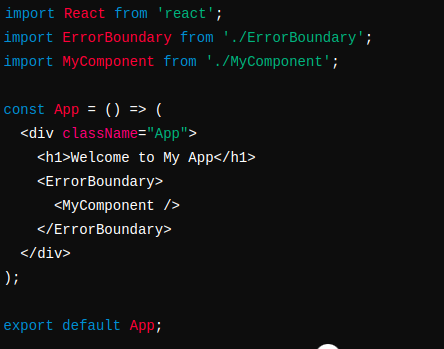 import React from 'react';
import ErrorBoundary from './ErrorBoundary';
import MyComponent from './MyComponent';

const App = () => (
  <div className="App">
    <h1>Welcome to My App</h1>
    <ErrorBoundary>
      <MyComponent />
    </ErrorBoundary>
  </div>
);

export default App;